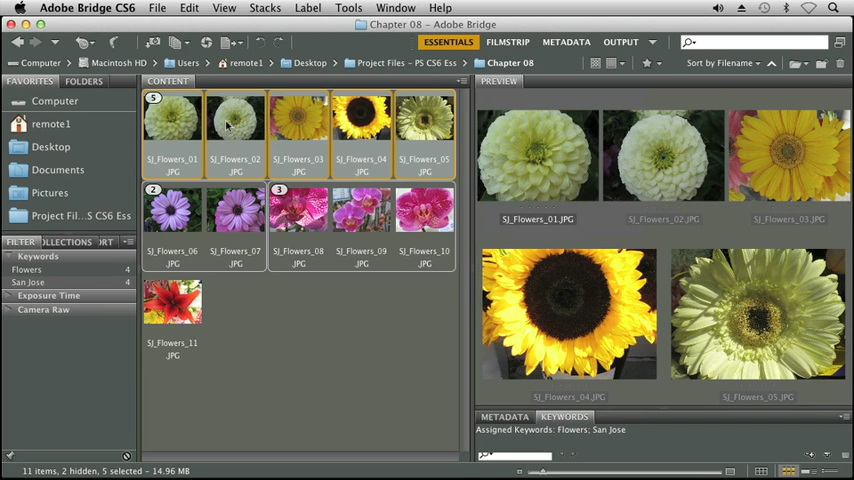 Adobe Bridge CS6 File Edit View Stacks Label Tools Window Help
Chapter 08 - Adobe Bridge
ESSENTIALS FILMSTRIP METADATA OUTPUT
Computer Macintosh HD Users remote1 Desktop Project Files - PS CS6 Ess Chapter 08 Sort by Filename
FAVORITES FOLDERS
Computer
remote1
Desktop
Documents
Pictures
Project Fil...S CS6 Ess
FILTER OLLECTIONS ORT
Keywords
Flowers 4
San Jose 4
Exposure Time
Camera Raw
CONTENT
5
SJ_Flowers_01
.JPG
SJ_Flowers_02
.JPG
SJ_Flowers_03
.JPG
SJ_Flowers_04
.JPG
SJ_Flowers_05
.JPG
2
SJ_Flowers_06
.JPG
SJ_Flowers_07
.JPG
3
SJ_Flowers_08
.JPG
SJ_Flowers_09
.JPG
SJ_Flowers_10
.JPG
SJ_Flowers_11
.JPG
PREVIEW
SJ_Flowers_01.JPG
SJ_Flowers_02.JPG
SJ_Flowers_03.JPG
SJ_Flowers_04.JPG
SJ_Flowers_05.JPG
METADATA KEYWORDS
Assigned Keywords: Flowers; San Jose
11 items, 2 hidden, 5 selected - 14.96 MB